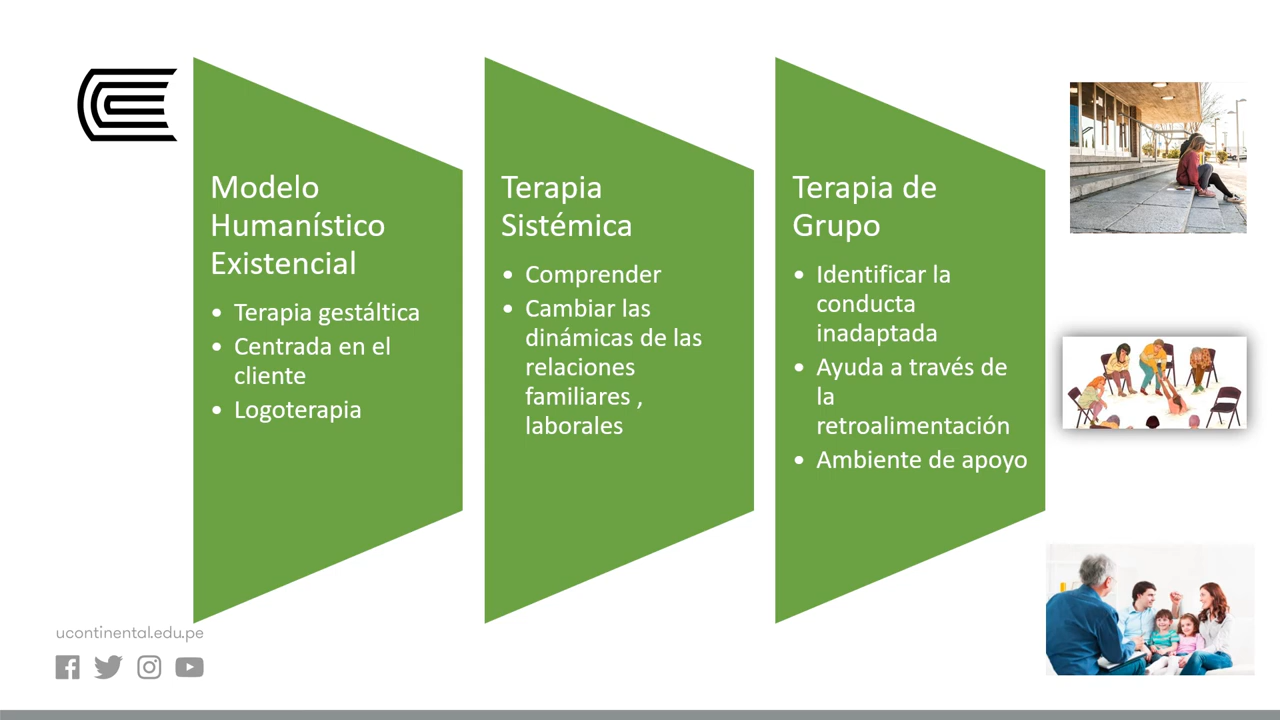 Modelo
Humanístico
Existencial
• Terapia gestáltica
• Centrada en el
cliente
• Logoterapia
Terapia
Sistémica
• Comprender
• Cambiar las
dinámicas de las
relaciones
familiares ,
laborales
Terapia de
Grupo
• Identificar la
conducta
inadaptada
• Ayuda a través de
la
retroalimentación
• Ambiente de apoyo
ucontinental.edu.pe